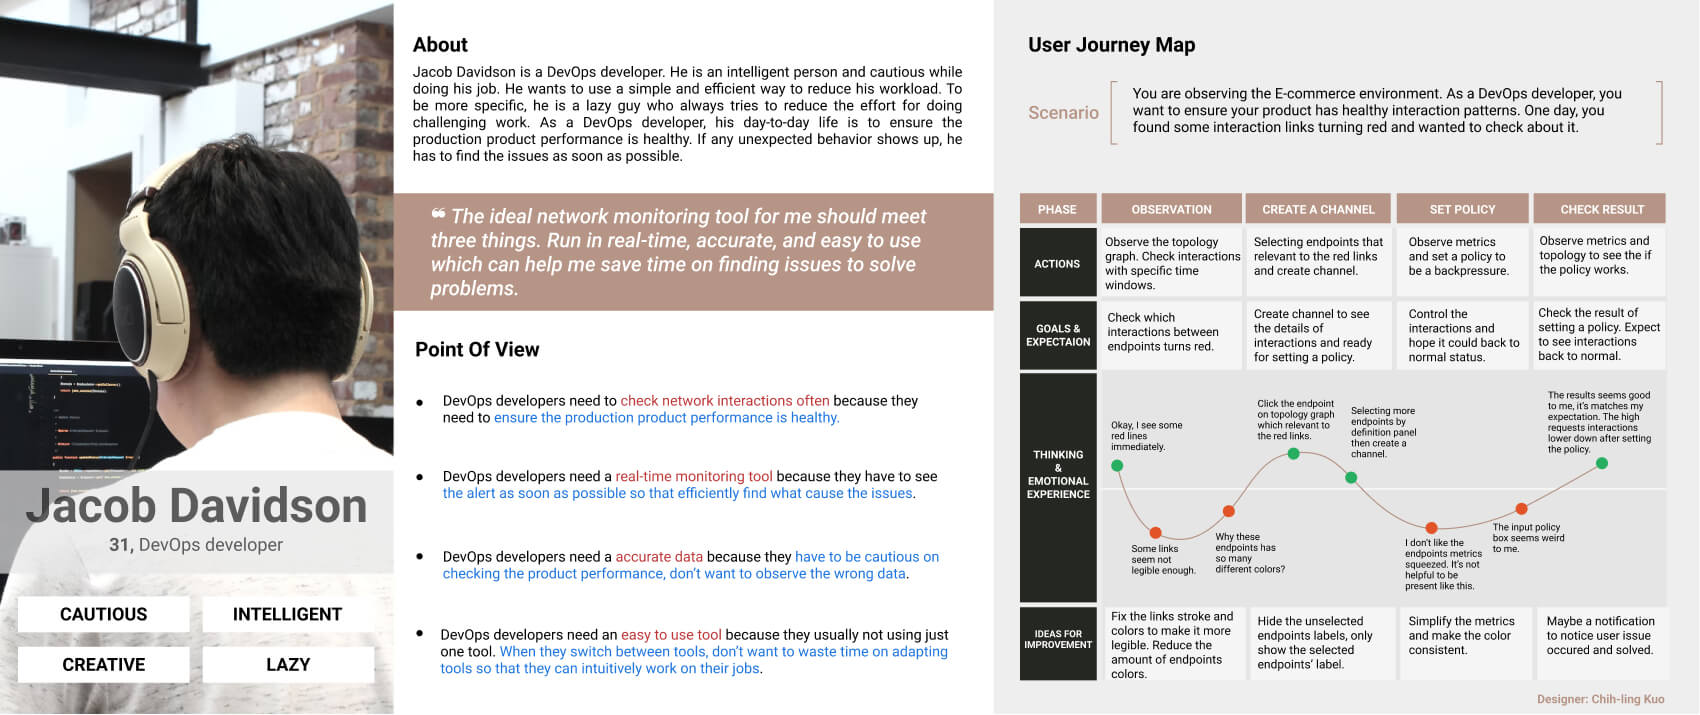 Jacob Davidson
31, DevOps developer
CAUTIOUS
INTELLIGENT
CREATIVE
LAZY
About
Jacob Davidson is a DevOps developer. He is an intelligent person and cautious while
doing his job. He wants to use a simple and efficient way to reduce his workload. To
be more specific, he is a lazy guy who always tries to reduce the effort for doing
challenging work. As a DevOps developer, his day-to-day life is to ensure the
production product performance is healthy. If any unexpected behavior shows up, he
has to find the issues as soon as possible.
❝ The ideal network monitoring tool for me should meet
three things. Run in real-time, accurate, and easy to use
which can help me save time on finding issues to solve
problems.
Point Of View
● DevOps developers need to check network interactions often because they
need to ensure the production product performance is healthy.
● DevOps developers need a real-time monitoring tool because they have to see
the alert as soon as possible so that efficiently find what cause the issues.
● DevOps developers need a accurate data because they have to be cautious on
checking the product performance, don't want to observe the wrong data.
● DevOps developers need an easy to use tool because they usually not using just
one tool. When they switch between tools, don't want to waste time on adapting
tools so that they can intuitively work on their jobs.
User Journey Map
Scenario
You are observing the E-commerce environment. As a DevOps developer, you
want to ensure your product has healthy interaction patterns. One day, you
found some interaction links turning red and wanted to check about it.
PHASE
OBSERVATION
CREATE A CHANNEL
SET POLICY
CHECK RESULT
ACTIONS
Observe the topology
graph. Check interactions
with specific time
windows.
Selecting endpoints that
relevant to the red links
and create channel.
Observe metrics
and set a policy to
be a backpressure.
Observe metrics and
topology to see the if
the policy works.
GOALS &
EXPECTAION
Check which
interactions between
endpoints turns red.
Create channel to see
the details of
interactions and ready
for setting a policy.
Control the
interactions and
hope it could back to
normal status.
Check the result of
setting a policy. Expect
to see interactions
back to normal.
THINKING
&
EMOTIONAL
EXPERIENCE
Okay, I see some
red lines
immediately.
Some links
seem not
legible enough.
Why these
endpoints has
so many
different colors?
Click the endpoint
on topology graph
which relevant to
the red links.
Selecting more
endpoints by
definition panel
then create a
channel.
I don't like the
endpoints metrics
squeezed. It's not
helpful to be
present like this.
The input policy
box seems weird
to me.
The results seems good
to me, it's matches my
expectation. The high
requests interactions
lower down after setting
the policy.
IDEAS FOR
IMPROVEMENT
Fix the links stroke and
colors to make it more
legible. Reduce the
amount of endpoints
colors.
Hide the unselected
endpoints labels, only
show the selected
endpoints' label.
Simplify the metrics
and make the color
consistent.
Maybe a notification
to notice user issue
occured and solved.
Designer: Chih-ling Kuo